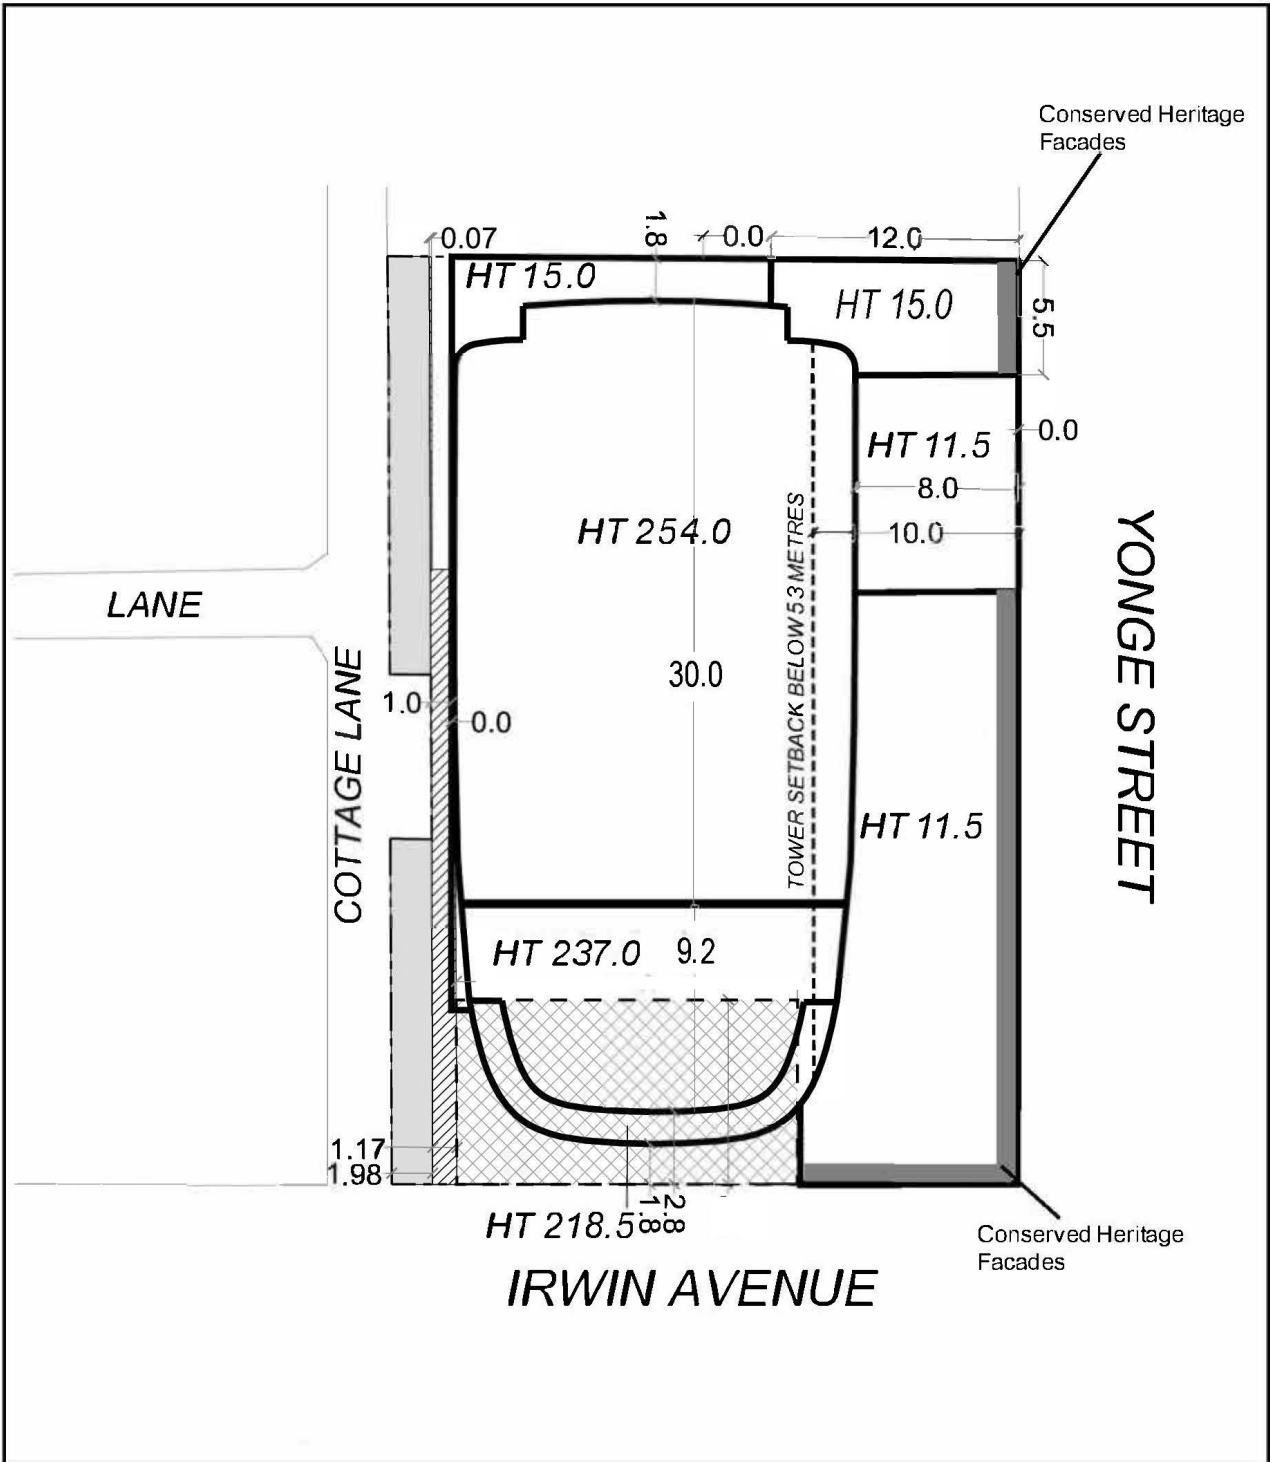 Conserved Heritage
Facades
0.07
1.8
0.0
12.0
HT 15.0
HT 15.0
5.5
HT 11.5
0.0
8.0
HT 254.0
10.0
TOWER SETBACK BELOW 53 METRES
YONGE STREET
LANE
COTTAGE LANE
30.0
1.0
0.0
HT 11.5
HT 237.0
9.2
1.17
1.98
HT 218.5
1.8
2.8
Conserved Heritage
Facades
IRWIN AVENUE